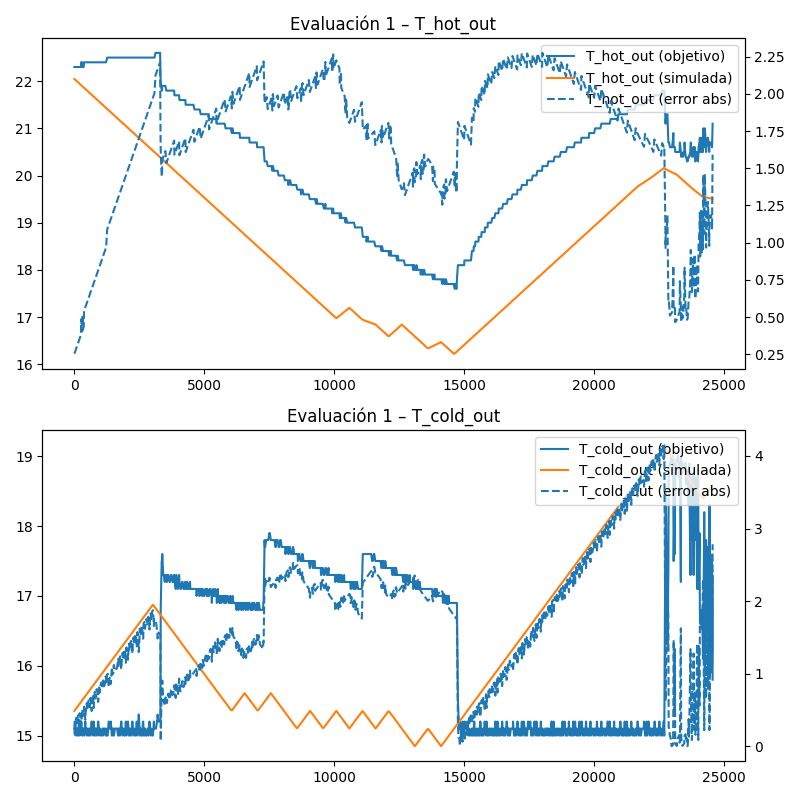 Evaluación 1 – T_hot_out
T_hot_out (objetivo)
T_hot_out (simulada)
T_hot_out (error abs)
22
21
20
19
18
17
16
2.25
2.00
1.75
1.50
1.25
1.00
0.75
0.50
0.25
0 5000 10000 15000 20000 25000
Evaluación 1 – T_cold_out
T_cold_out (objetivo)
T_cold_out (simulada)
T_cold_out (error abs)
19
18
17
16
15
4
3
2
1
0
0 5000 10000 15000 20000 25000